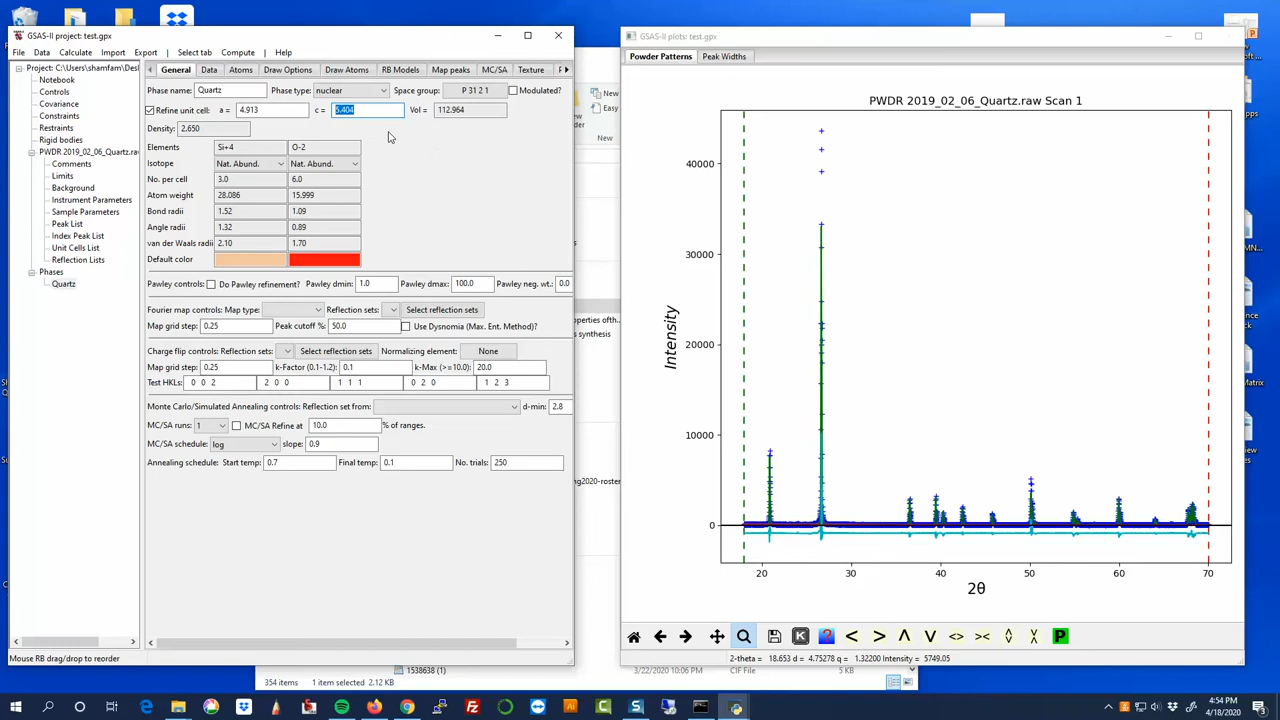 GSAS-II project: test.gpx
File Data Calculate Import Export Select tab Compute Help
Project: C:\Users\shamfam\Desl
Notebook
Controls
Covariance
Constraints
Restraints
Rigid bodies
PWDR 2019_02_06_Quartz.raw
Comments
Limits
Background
Instrument Parameters
Sample Parameters
Peak List
Index Peak List
Unit Cells List
Reflection Lists
Phases
Quartz
General Data Atoms Draw Options Draw Atoms RB Models Map peaks MC/SA Texture
Phase name: Quartz Phase type: nuclear Space group: P 31 2 1 Modulated?
Refine unit cell: a = 4.913 c = 5.404 Vol = 112.964
Density: 2.650
Elements Si+4 O-2
Isotope Nat. Abund. Nat. Abund.
No. per cell 3.0 6.0
Atom weight 28.086 15.999
Bond radii 1.52 1.09
Angle radii 1.32 0.89
van der Waals radii 2.10 1.70
Default color
Pawley controls: Do Pawley refinement? Pawley dmin: 1.0 Pawley dmax: 100.0 Pawley neg. wt.: 0.0
Fourier map controls: Map type: Reflection sets: Select reflection sets
Map grid step: 0.25 Peak cutoff %: 50.0 Use Dysnomia (Max. Ent. Method)?
Charge flip controls: Reflection sets: Select reflection sets Normalizing element: None
Map grid step: 0.25 k-Factor (0.1-1.2): 0.1 k-Max (>=10.0): 20.0
Test HKLs: 0 0 2 2 0 0 1 1 1 0 2 0 1 2 3
Monte Carlo/Simulated Annealing controls: Reflection set from: d-min: 2.8
MC/SA runs: 1 MC/SA Refine at 10.0 % of ranges.
MC/SA schedule: log slope: 0.9
Annealing schedule: Start temp: 0.7 Final temp: 0.1 No. trials: 250
Mouse RB drag/drop to reorder
GSAS-II plots: test.gpx
Powder Patterns Peak Widths
PWDR 2019_02_06_Quartz.raw Scan 1
Intensity
40000
30000
20000
10000
0
20 30 40 50 60 70
2θ
K ? < > ∧ ∨ <> >< P
2-theta = 18.653 d = 4.75278 q = 1.32200 Intensity = 5749.05
New
Easy
1538638 (1) 3/22/2020 10:06 PM CIF File 5 KB
354 items 1 item selected 2.12 KB
4:54 PM
4/18/2020